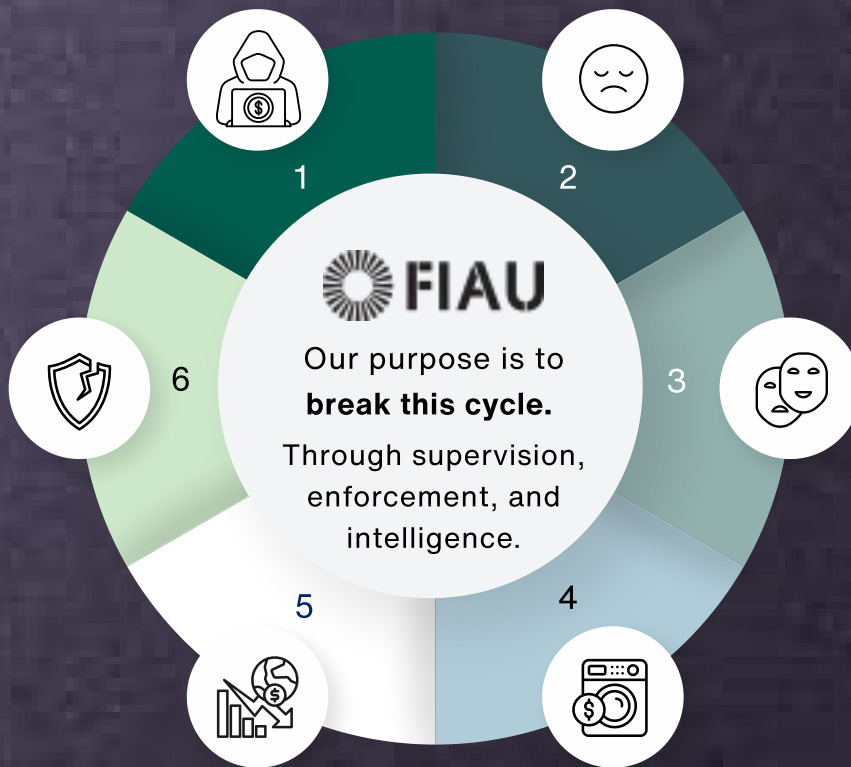 $
1
2
FIAU
Our purpose is to
break this cycle.
Through supervision,
enforcement, and
intelligence.
6
3
5
4
$
$